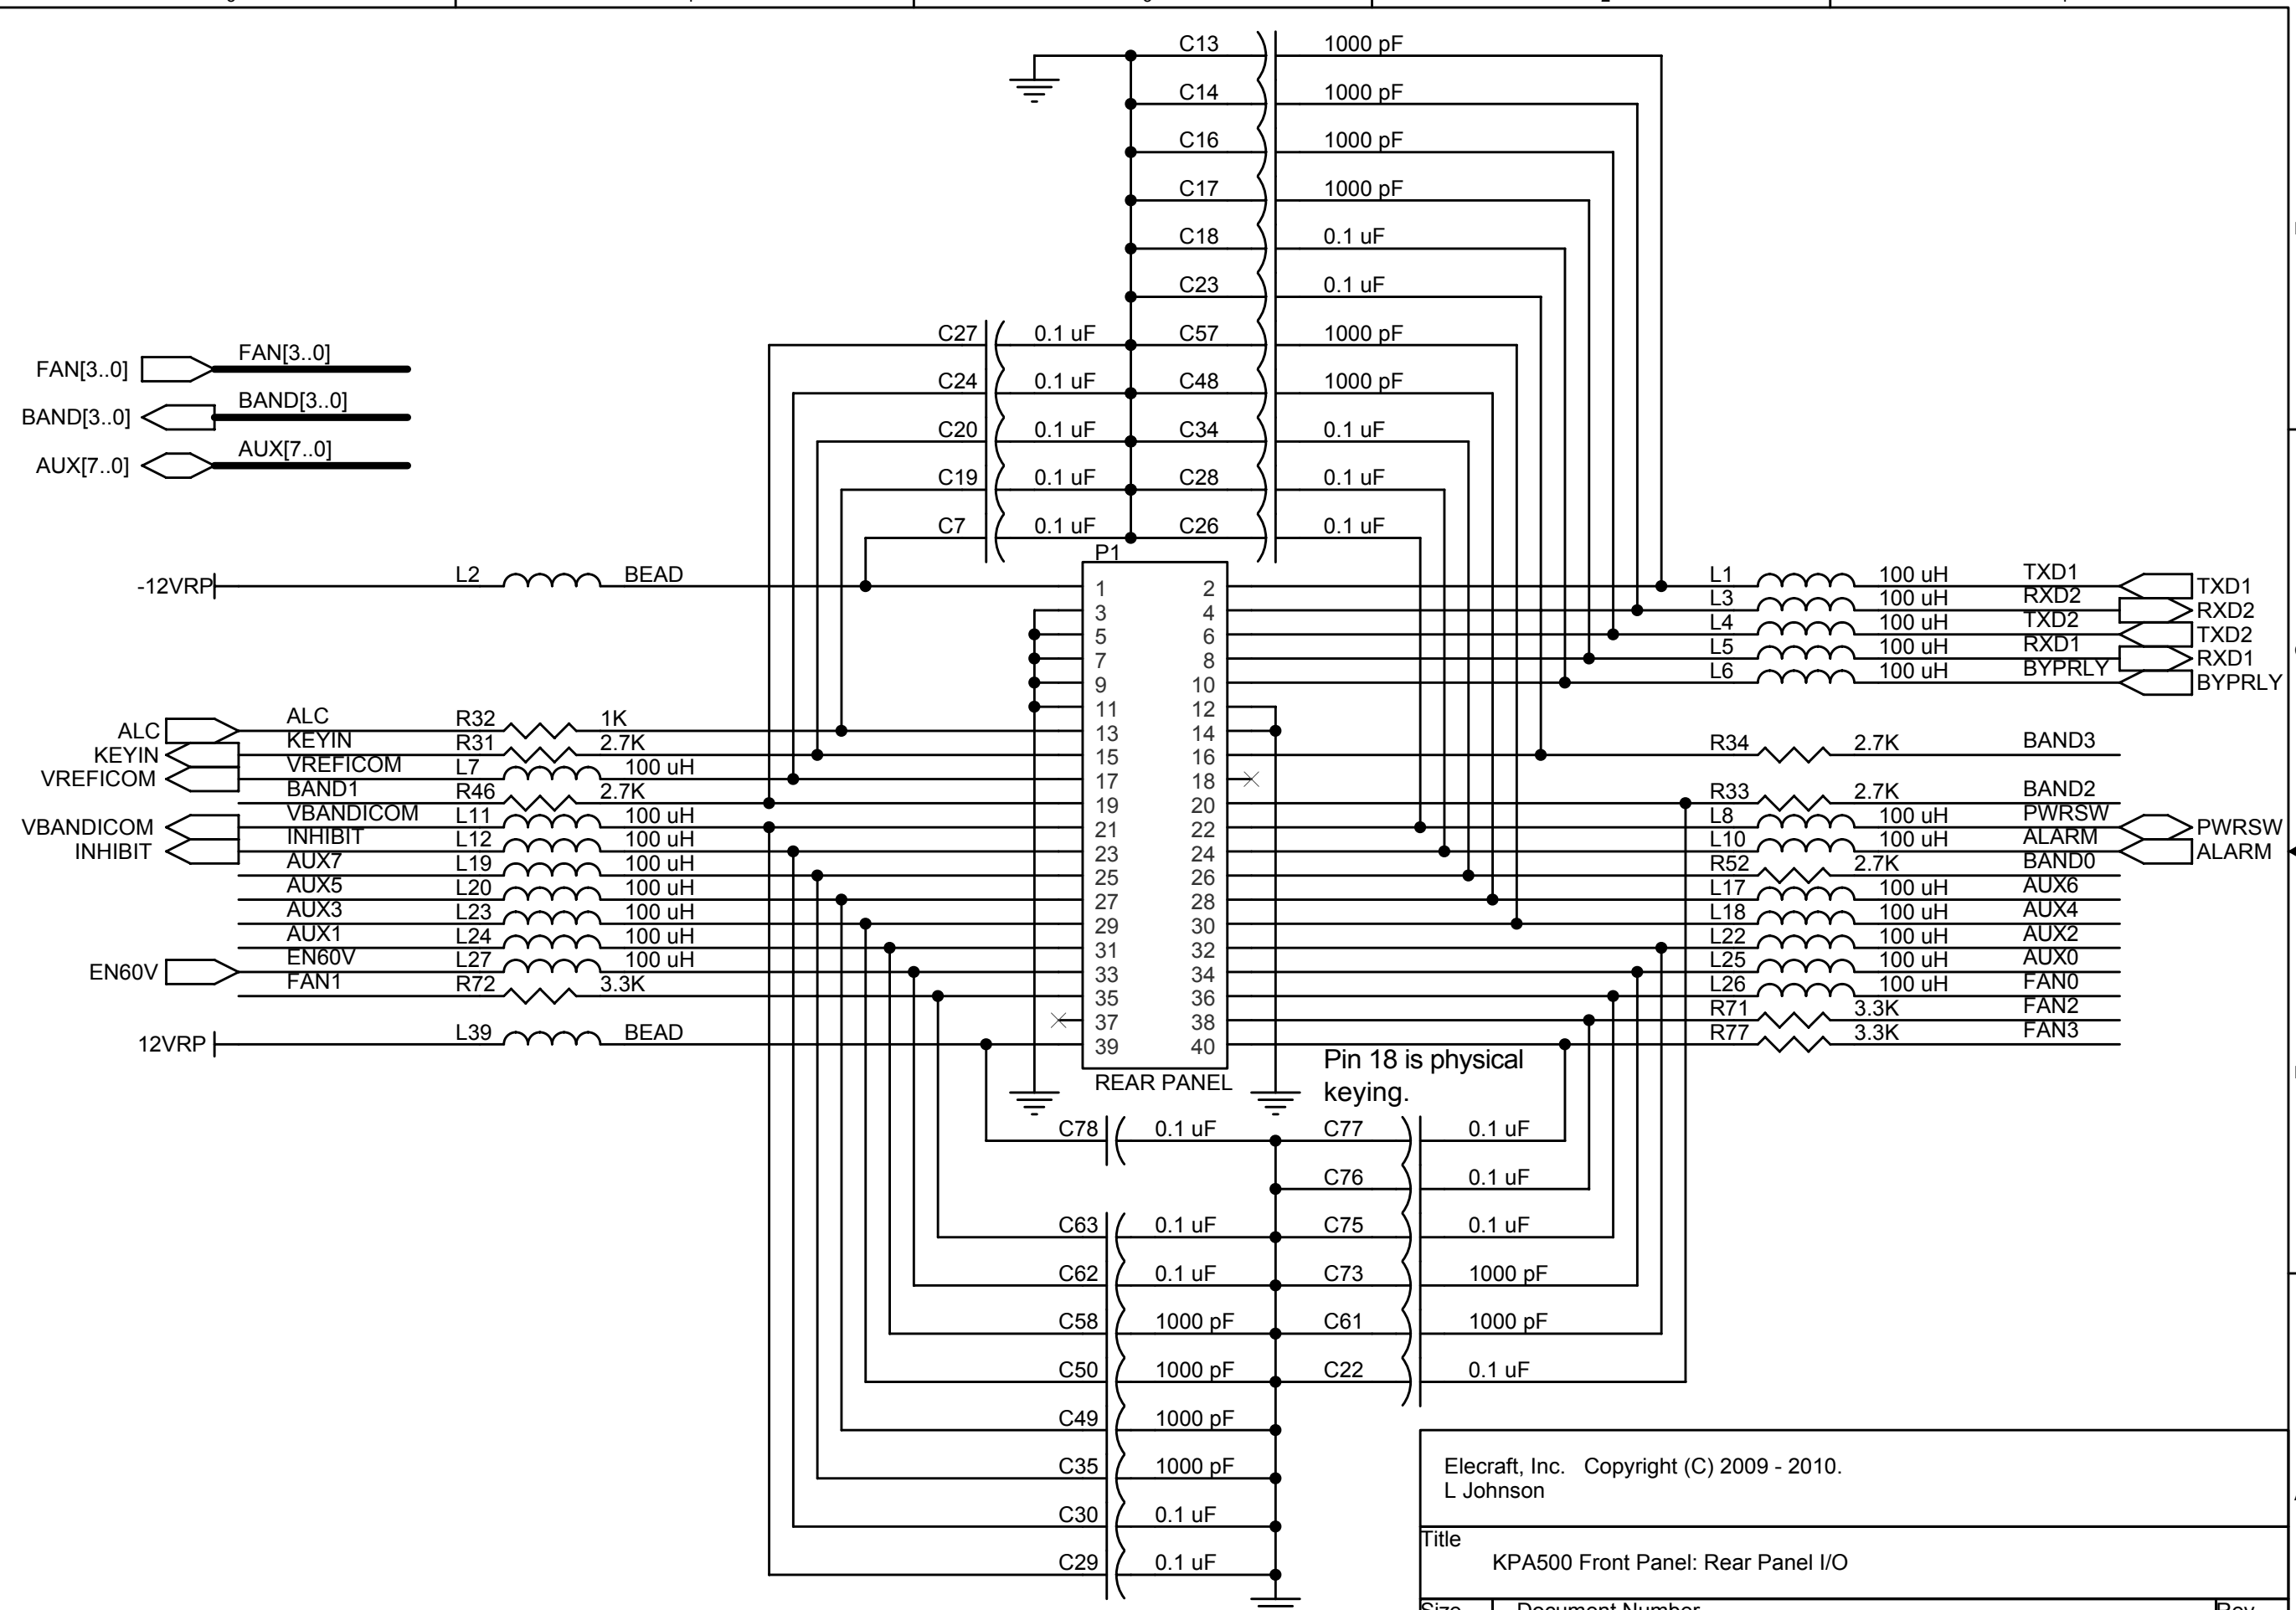 C13 1000 pF
C14 1000 pF
C16 1000 pF
C17 1000 pF
C18 0.1 uF
C23 0.1 uF
C27 0.1 uF C57 1000 pF
FAN[3..0] FAN[3..0]
C24 0.1 uF C48 1000 pF
BAND[3..0] BAND[3..0]
C20 0.1 uF C34 0.1 uF
AUX[7..0] AUX[7..0]
C19 0.1 uF C28 0.1 uF
C7 0.1 uF C26 0.1 uF
P1
-12VRP L2 BEAD 1 2 L1 100 uH TXD1 TXD1
3 4 L3 100 uH RXD2 RXD2
5 6 L4 100 uH TXD2 TXD2
7 8 L5 100 uH RXD1 RXD1
9 10 L6 100 uH BYPRLY BYPRLY
11 12
ALC ALC R32 1K 13 14
KEYIN KEYIN R31 2.7K 15 16 R34 2.7K BAND3
VREFICOM VREFICOM L7 100 uH 17 18
BAND1 R46 2.7K 19 20 R33 2.7K BAND2
VBANDICOM VBANDICOM L11 100 uH 21 22 L8 100 uH PWRSW PWRSW
INHIBIT INHIBIT L12 100 uH 23 24 L10 100 uH ALARM ALARM
AUX7 L19 100 uH 25 26 R52 2.7K BAND0
AUX5 L20 100 uH 27 28 L17 100 uH AUX6
AUX3 L23 100 uH 29 30 L18 100 uH AUX4
AUX1 L24 100 uH 31 32 L22 100 uH AUX2
EN60V EN60V L27 100 uH 33 34 L25 100 uH AUX0
FAN1 R72 3.3K 35 36 L26 100 uH FAN0
37 38 R71 3.3K FAN2
12VRP L39 BEAD 39 40 R77 3.3K FAN3
REAR PANEL
Pin 18 is physical
keying.
C78 0.1 uF C77 0.1 uF
C76 0.1 uF
C63 0.1 uF C75 0.1 uF
C62 0.1 uF C73 1000 pF
C58 1000 pF C61 1000 pF
C50 1000 pF C22 0.1 uF
C49 1000 pF
C35 1000 pF
C30 0.1 uF
C29 0.1 uF
Elecraft, Inc. Copyright (C) 2009 - 2010.
L Johnson
Title
KPA500 Front Panel: Rear Panel I/O
Size Document Number Rev